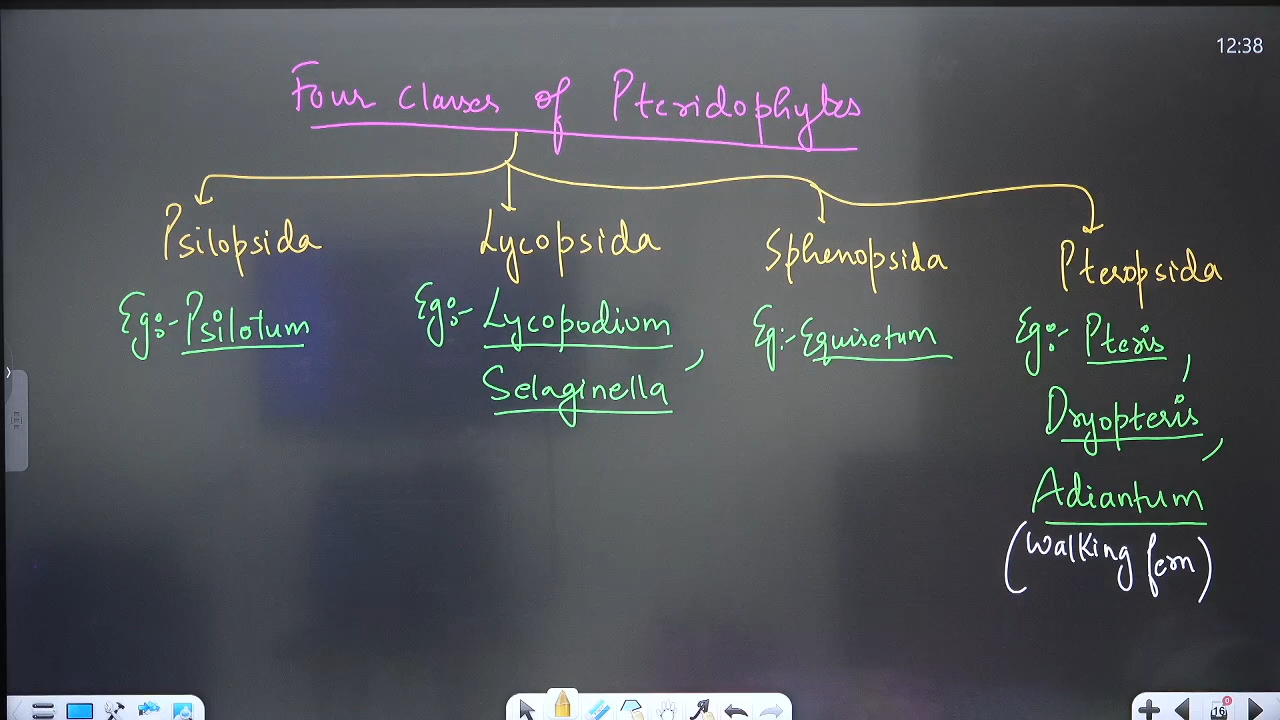 12:38
Four Classes of Pteridophytes
Psilopsida
Lycopsida
Sphenopsida
Pteropsida
Eg:- Psilotum
Eg:- Lycopodium,
Selaginella
Eg:- Equisetum
Eg:- Pteris,
Dryopteris,
Adiantum
(Walking fern)
16